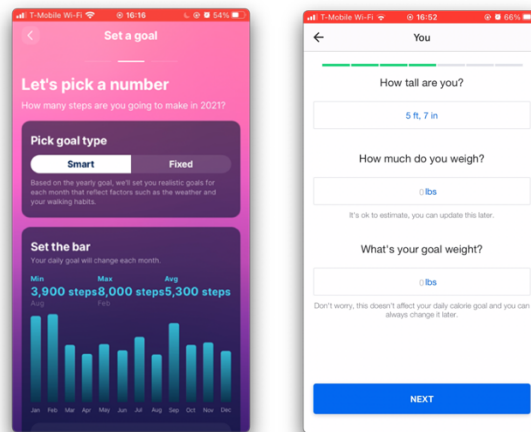 T-Mobile Wi-Fi 16:16 54%
Set a goal
Let's pick a number
How many steps are you going to make in 2021?
Pick goal type
Smart Fixed
Based on the yearly goal, we'll set you realistic goals for
each month that reflect factors such as the weather and
your walking habits.
Set the bar
Your daily goal will change each month.
Min Max Avg
3,900 steps 8,000 steps 5,300 steps
Aug Feb
Jan Feb Mar Apr May Jun Jul Aug Sep Oct Nov Dec
T-Mobile Wi-Fi 16:52 66%
You
How tall are you?
5 ft, 7 in
How much do you weigh?
0 lbs
It's ok to estimate, you can update this later.
What's your goal weight?
0 lbs
Don't worry, this doesn't affect your daily calorie goal and you can
always change it later.
NEXT